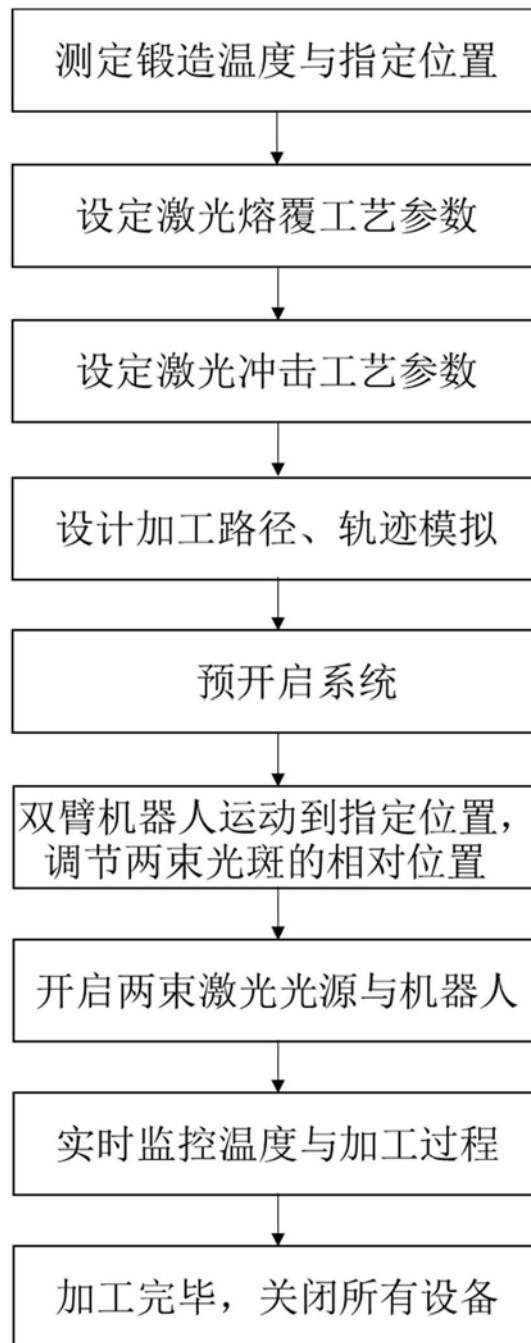 测定锻造温度与指定位置
设定激光熔覆工艺参数
设定激光冲击工艺参数
设计加工路径、轨迹模拟
预开启系统
双臂机器人运动到指定位置，
调节两束光斑的相对位置
开启两束激光光源与机器人
实时监控温度与加工过程
加工完毕，关闭所有设备